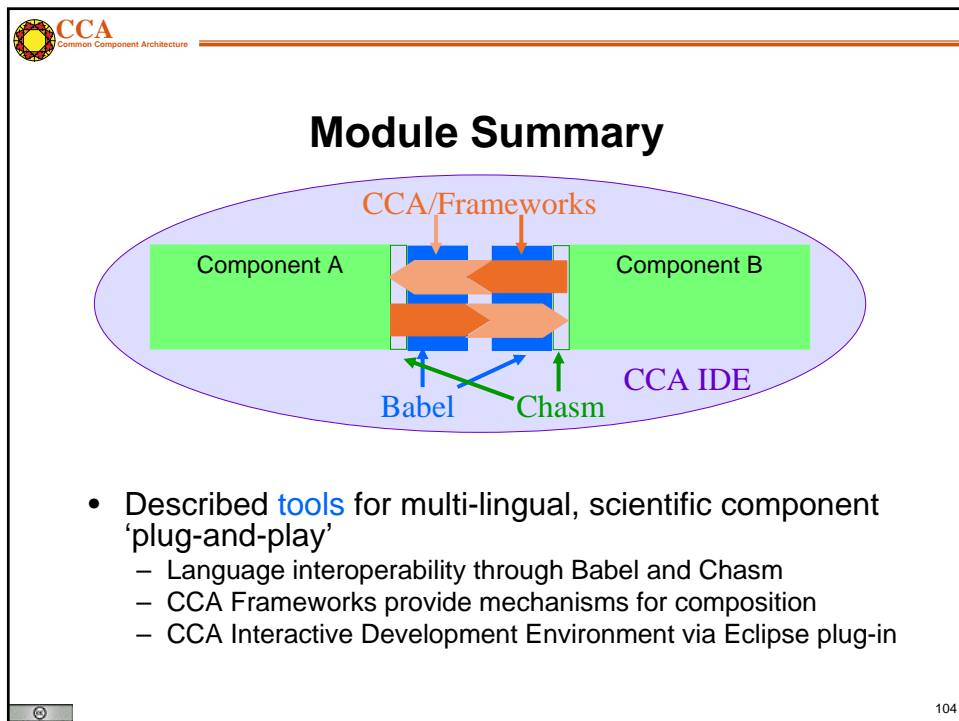 CCA
Common Component Architecture
Module Summary
CCA/Frameworks
Component A
Component B
CCA IDE
Babel
Chasm
• Described tools for multi-lingual, scientific component
‘plug-and-play’
– Language interoperability through Babel and Chasm
– CCA Frameworks provide mechanisms for composition
– CCA Interactive Development Environment via Eclipse plug-in
cc
104